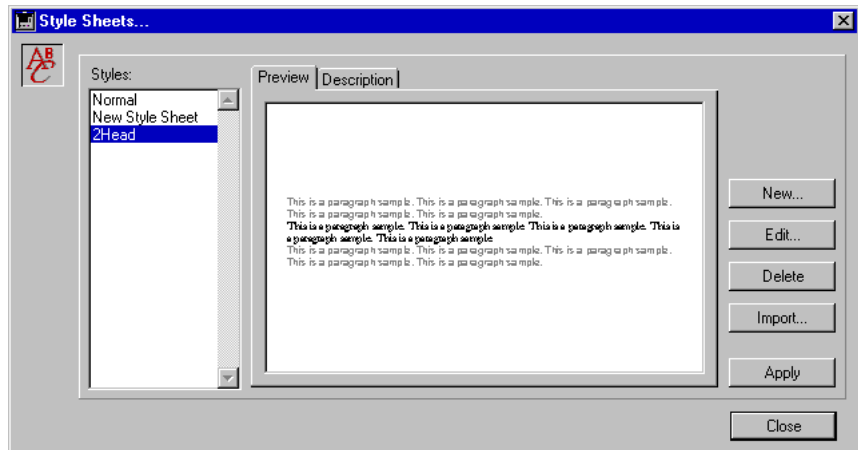 Style Sheets...
ABC
Styles:
Normal
New Style Sheet
2Head
Preview
Description
This is a paragraph sample. This is a paragraph sample. This is a paragraph sample.
This is a paragraph sample. This is a paragraph sample.
This is a paragraph sample. This is a paragraph sample. This is a paragraph sample. This is
a paragraph sample. This is a paragraph sample
This is a paragraph sample. This is a paragraph sample. This is a paragraph sample.
This is a paragraph sample. This is a paragraph sample.
New...
Edit...
Delete
Import...
Apply
Close